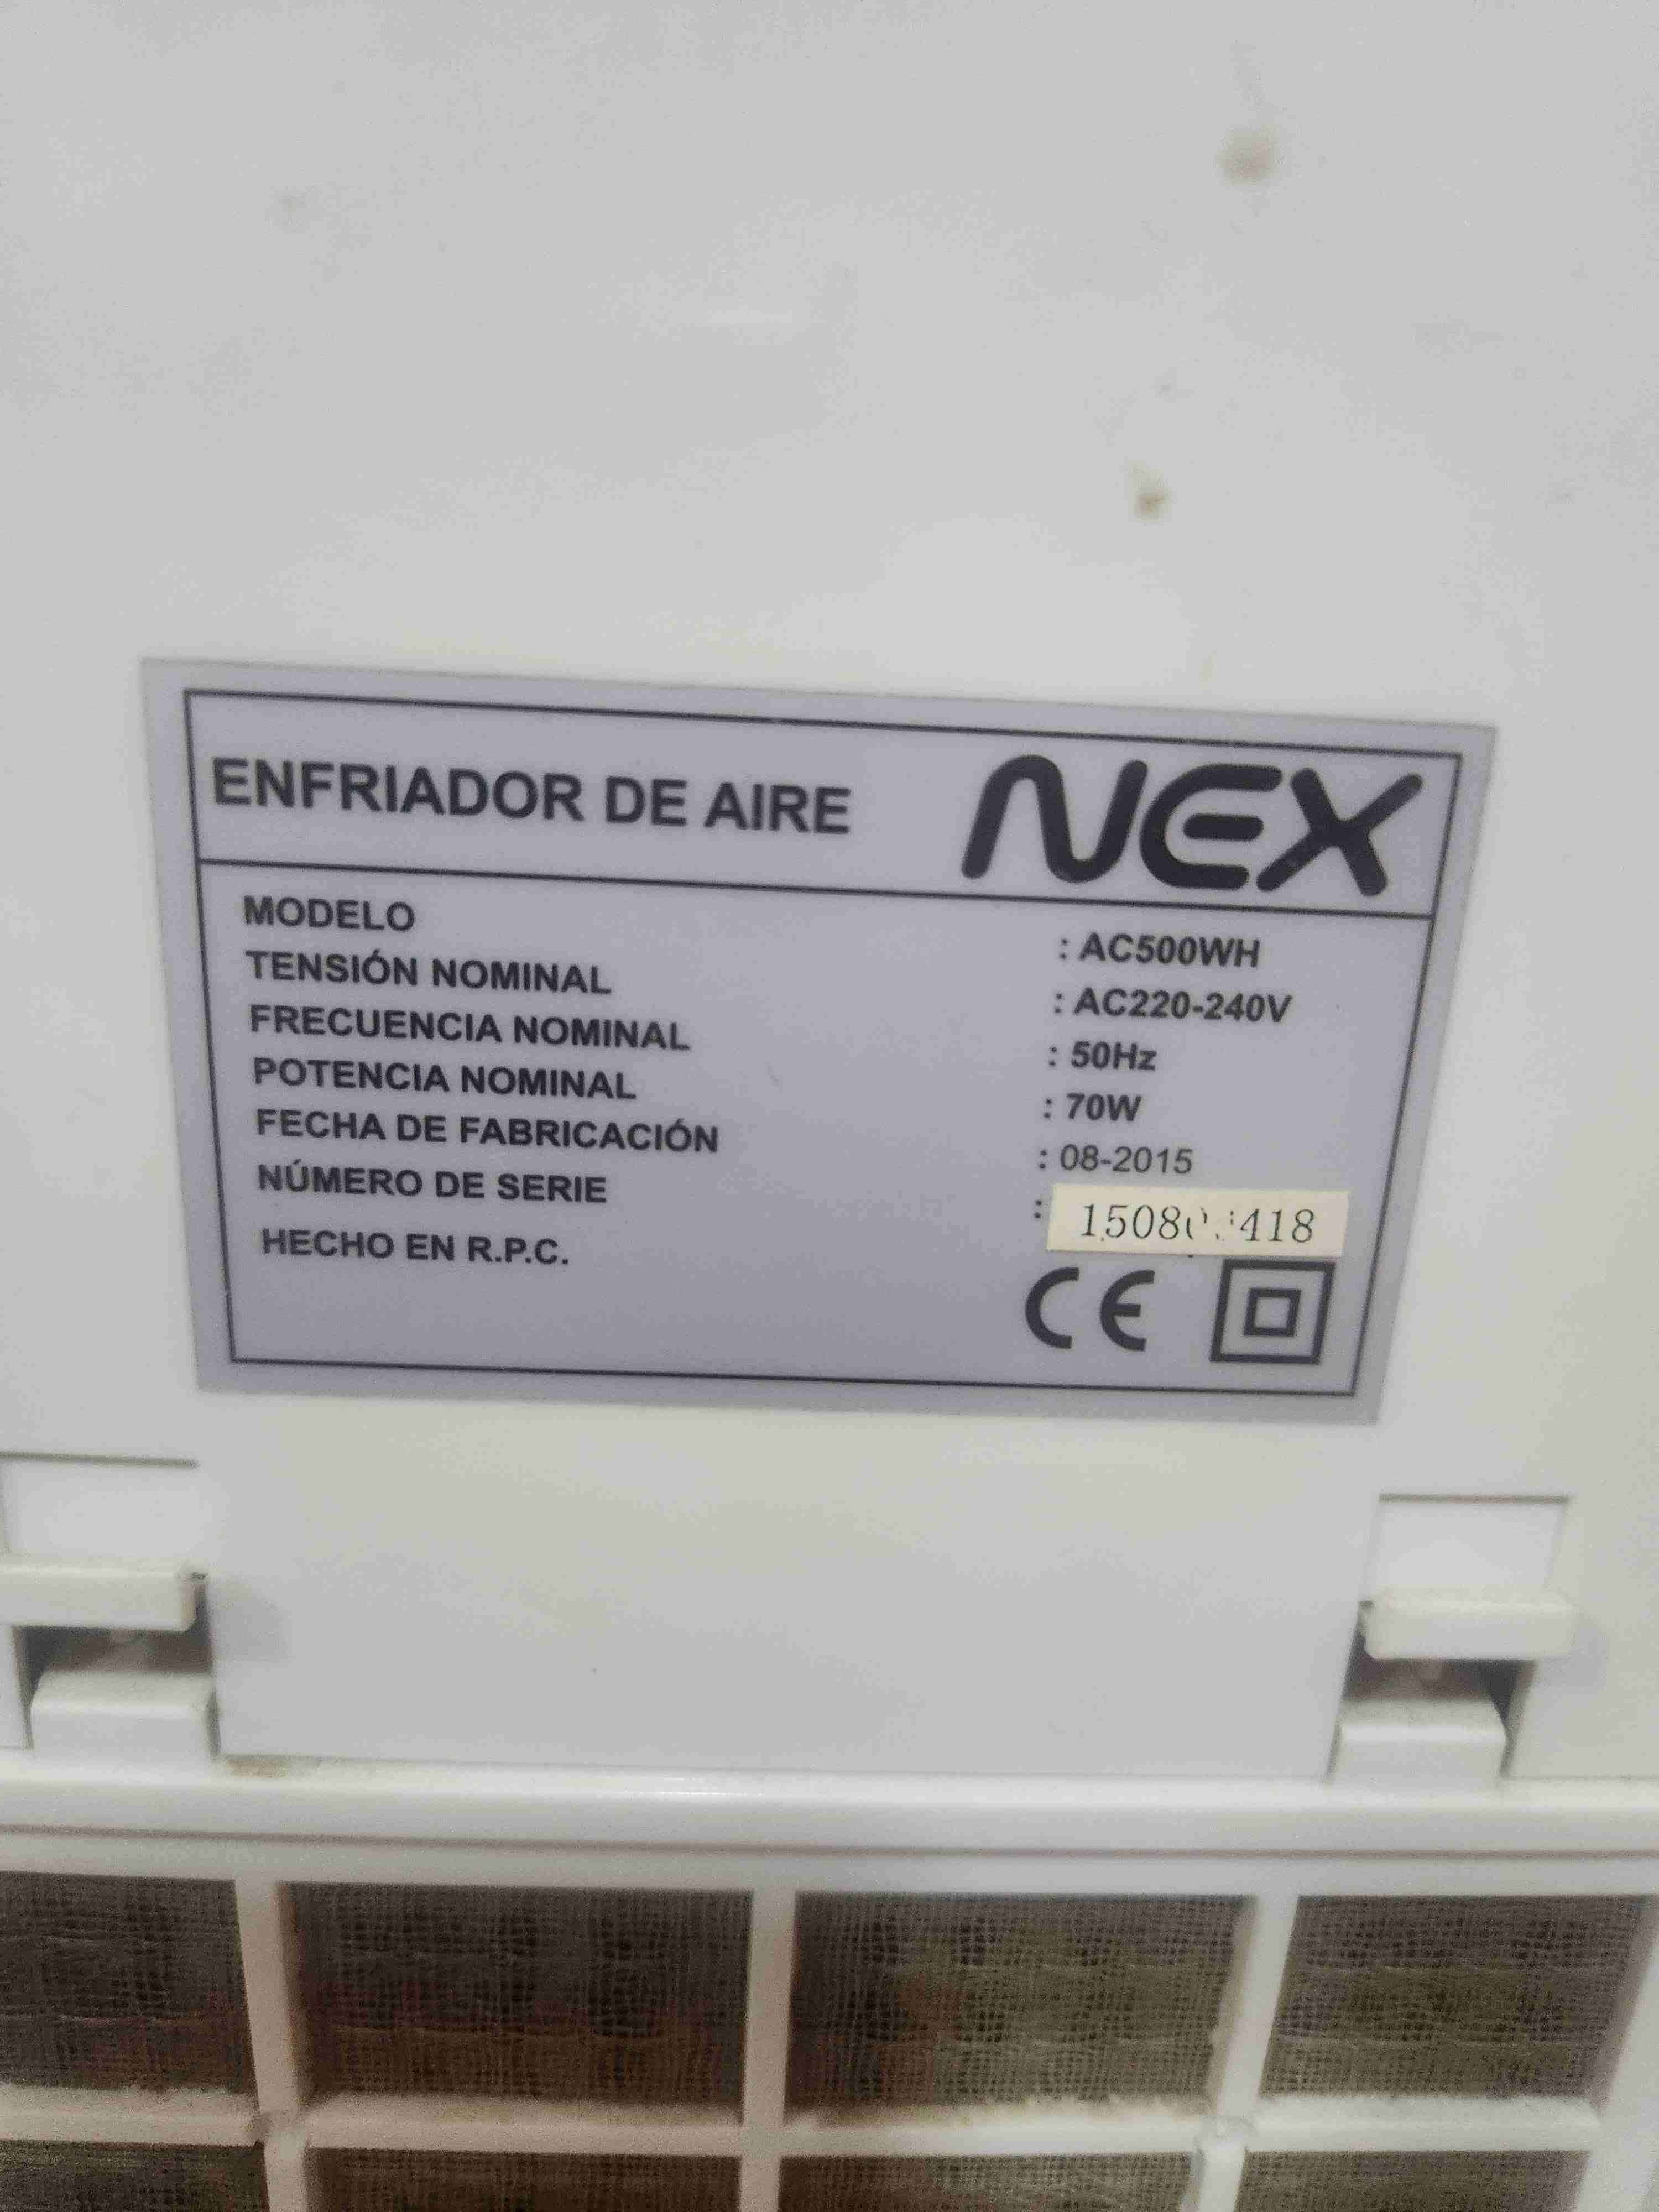 ENFRIADOR DE AIRE NEX
MODELO : AC500WH
TENSIÓN NOMINAL : AC220-240V
FRECUENCIA NOMINAL : 50Hz
POTENCIA NOMINAL : 70W
FECHA DE FABRICACIÓN : 08-2015
NÚMERO DE SERIE :
HECHO EN R.P.C.
CE